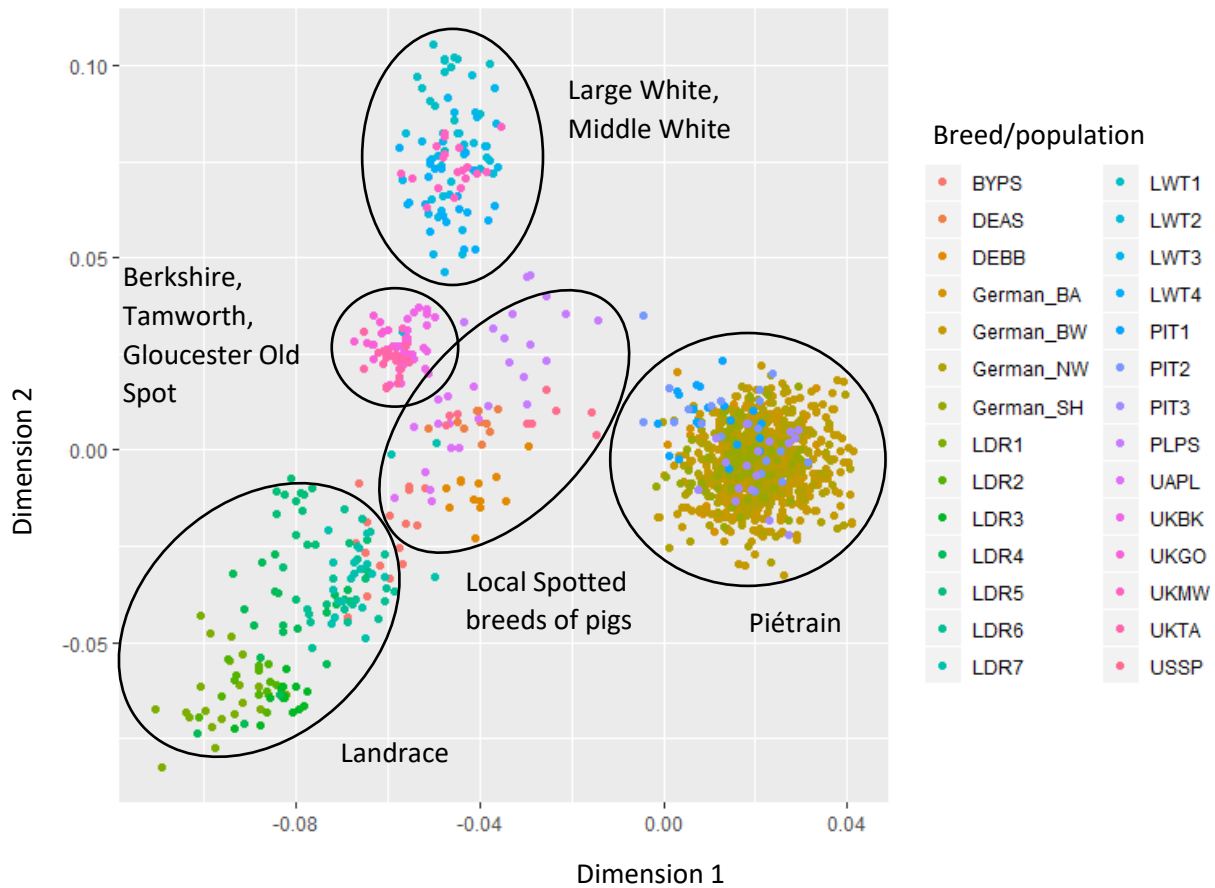 0.10
0.05
0.00
-0.05
Dimension 2
-0.08
-0.04
0.00
0.04
Dimension 1
Large White,
Middle White
Berkshire,
Tamworth,
Gloucester Old
Spot
Local Spotted
breeds of pigs
Piétrain
Landrace
Breed/population
BYPS
DEAS
DEBB
German_BA
German_BW
German_NW
German_SH
LDR1
LDR2
LDR3
LDR4
LDR5
LDR6
LDR7
LWT1
LWT2
LWT3
LWT4
PIT1
PIT2
PIT3
PLPS
UAPL
UKBK
UKGO
UKMW
UKTA
USSP